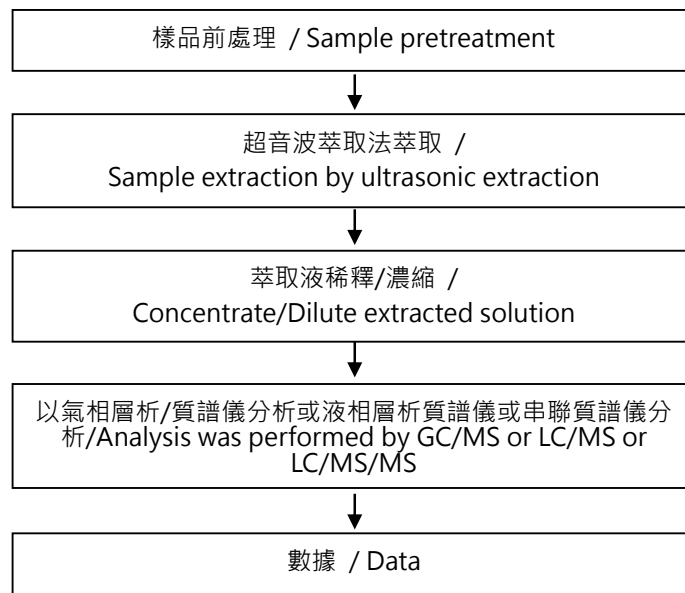 樣品前處理 / Sample pretreatment
超音波萃取法萃取 /
Sample extraction by ultrasonic extraction
萃取液稀釋/濃縮 /
Concentrate/Dilute extracted solution
以氣相層析/質譜儀分析或液相層析質譜儀或串聯質譜儀分
析/Analysis was performed by GC/MS or LC/MS or
LC/MS/MS
數據 / Data